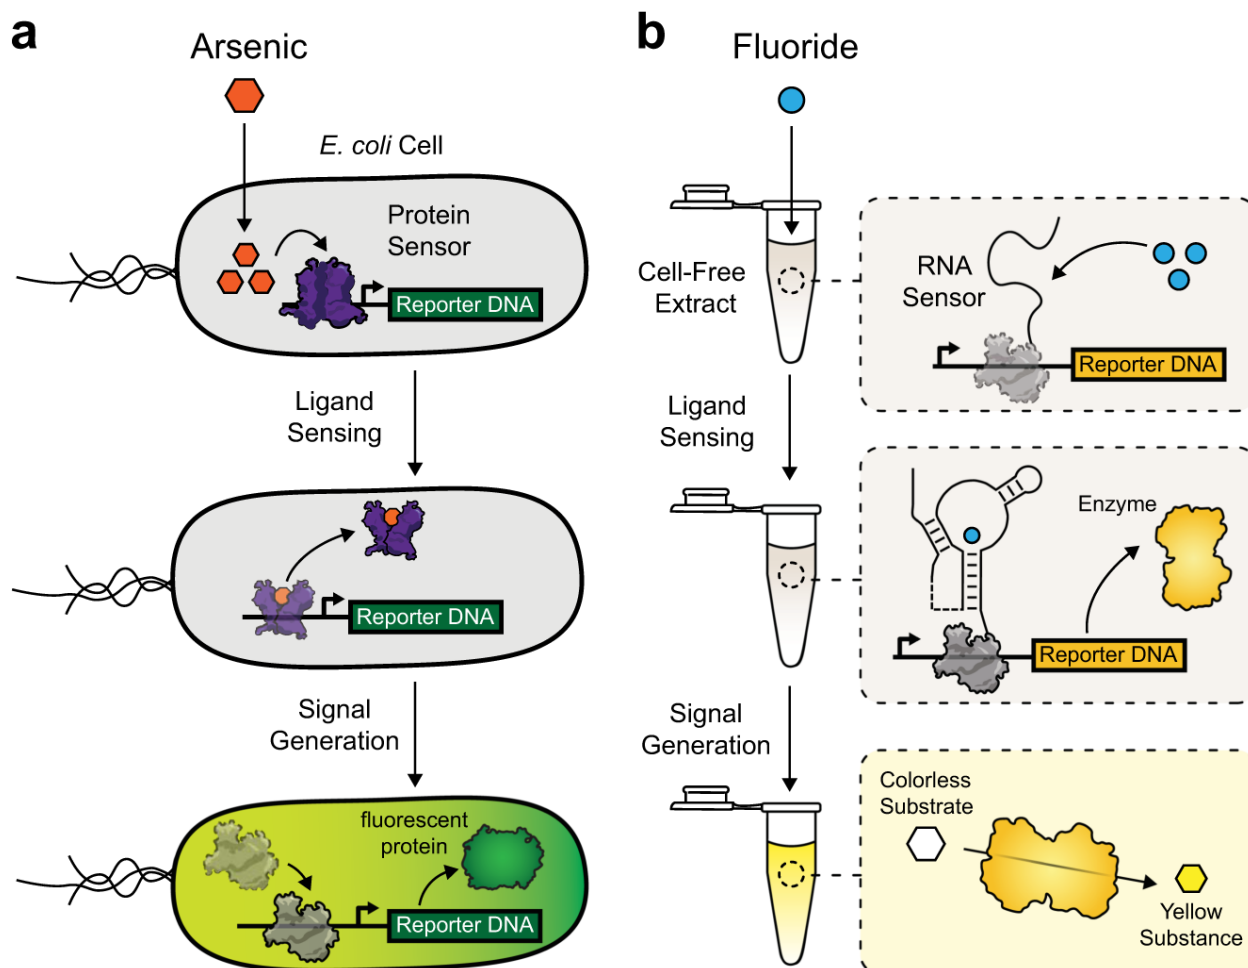 a
Arsenic
E. coli Cell
Protein
Sensor
Reporter DNA
Ligand
Sensing
Reporter DNA
Signal
Generation
fluorescent
protein
Reporter DNA
b
Fluoride
Cell-Free
Extract
RNA
Sensor
Reporter DNA
Ligand
Sensing
Enzyme
Reporter DNA
Signal
Generation
Colorless
Substrate
Yellow
Substance